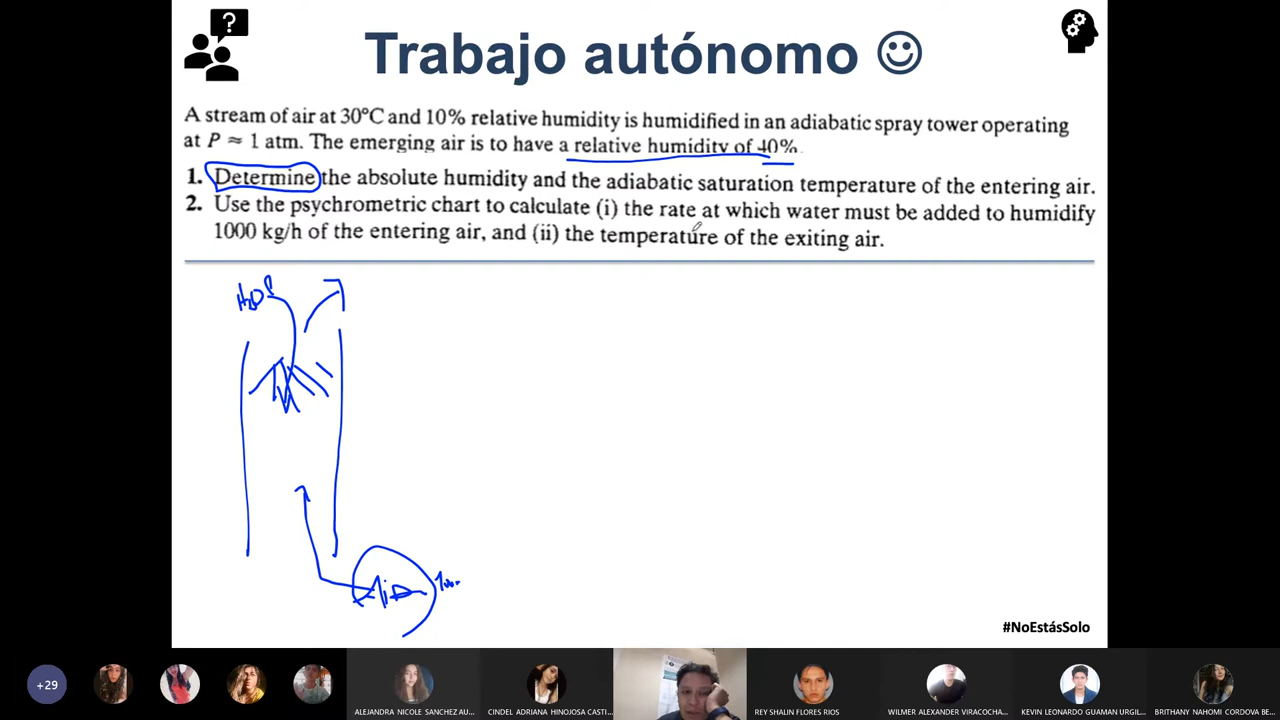 Trabajo autónomo
A stream of air at 30°C and 10% relative humidity is humidified in an adiabatic spray tower operating
at P ≈ 1 atm. The emerging air is to have a relative humidity of 40%.
1. Determine the absolute humidity and the adiabatic saturation temperature of the entering air.
2. Use the psychrometric chart to calculate (i) the rate at which water must be added to humidify
1000 kg/h of the entering air, and (ii) the temperature of the exiting air.
#NoEstásSolo
+29
ALEJANDRA NICOLE SANCHEZ AU...
CINDEL ADRIANA HINOJOSA CASTI...
REY SHALIN FLORES RIOS
WILMER ALEXANDER VIRACOCHA...
KEVIN LEONARDO GUAMAN URGIL...
BRITHANY NAHOMI CORDOVA BE...